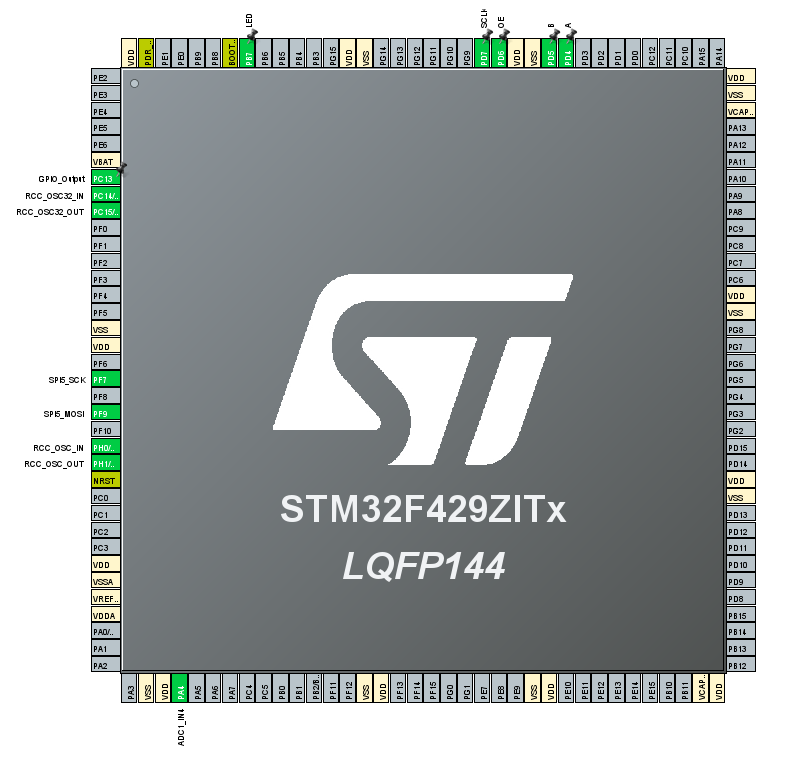 LED
SCLK
OE
B
A
VDD
PDR..
PE1
PE0
PB9
PB8
BOOT..
PB7
PB6
PB5
PB4
PB3
PG15
VDD
VSS
PG14
PG13
PG12
PG11
PG10
PG9
PD7
PD6
VDD
VSS
PD5
PD4
PD3
PD2
PD1
PD0
PC12
PC11
PC10
PA15
PA14
PE2
PE3
PE4
PE5
PE6
VBAT
GPIO_Output PC13
RCC_OSC32_IN PC14/..
RCC_OSC32_OUT PC15/..
PF0
PF1
PF2
PF3
PF4
PF5
VSS
VDD
PF6
SPI5_SCK PF7
PF8
SPI5_MOSI PF9
PF10
RCC_OSC_IN PH0/..
RCC_OSC_OUT PH1/..
NRST
PC0
PC1
PC2
PC3
VDD
VSSA
VREF..
VDDA
PA0/..
PA1
PA2
ST
STM32F429ZITx
LQFP144
VDD
VSS
VCAP..
PA13
PA12
PA11
PA10
PA9
PA8
PC9
PC8
PC7
PC6
VDD
VSS
PG8
PG7
PG6
PG5
PG4
PG3
PG2
PD15
PD14
VDD
VSS
PD13
PD12
PD11
PD10
PD9
PD8
PB15
PB14
PB13
PB12
PA3
VSS
VDD
PA4
PA5
PA6
PA7
PC4
PC5
PB0
PB1
PB2/B..
PF11
PF12
VSS
VDD
PF13
PF14
PF15
PG0
PG1
PE7
PE8
PE9
VSS
VDD
PE10
PE11
PE12
PE13
PE14
PE15
PB10
PB11
VCAP..
VDD
ADC1_IN4